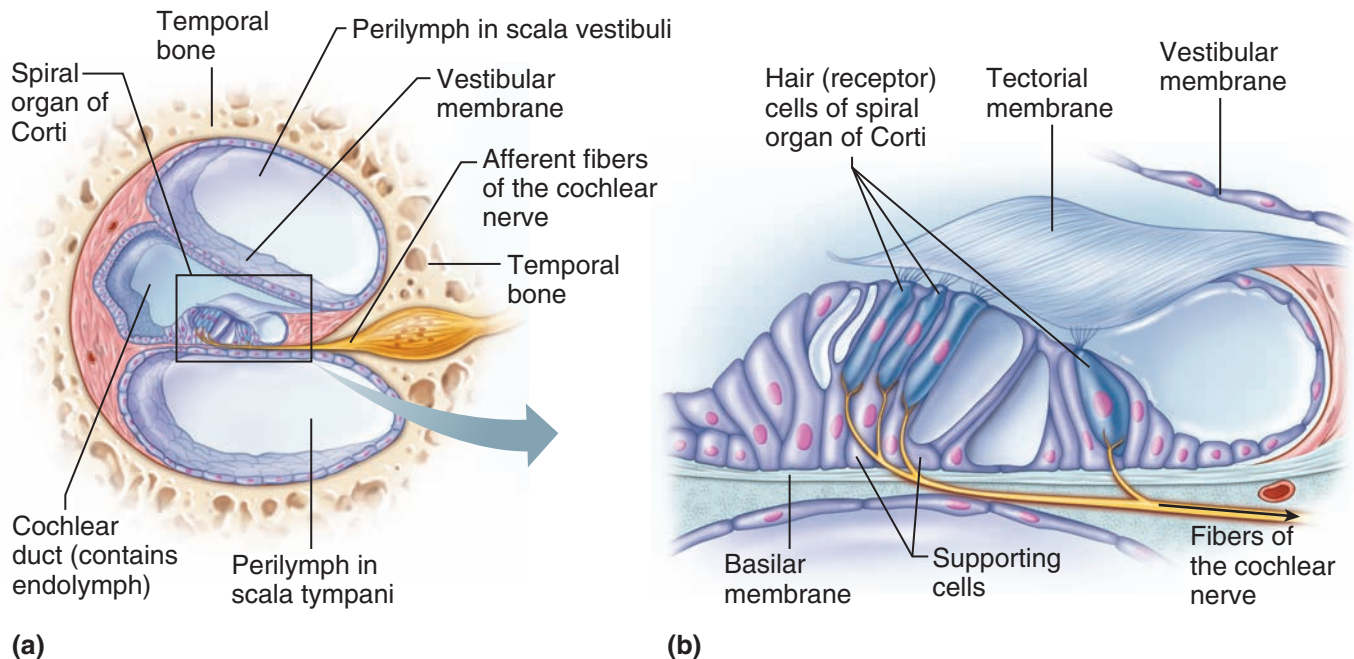 Temporal
bone
Perilymph in scala vestibuli
Spiral
organ of
Corti
Vestibular
membrane
Afferent fibers
of the cochlear
nerve
Temporal
bone
Cochlear
duct (contains
endolymph)
Perilymph in
scala tympani
(a)
Hair (receptor)
cells of spiral
organ of Corti
Tectorial
membrane
Vestibular
membrane
Basilar
membrane
Supporting
cells
Fibers of
the cochlear
nerve
(b)